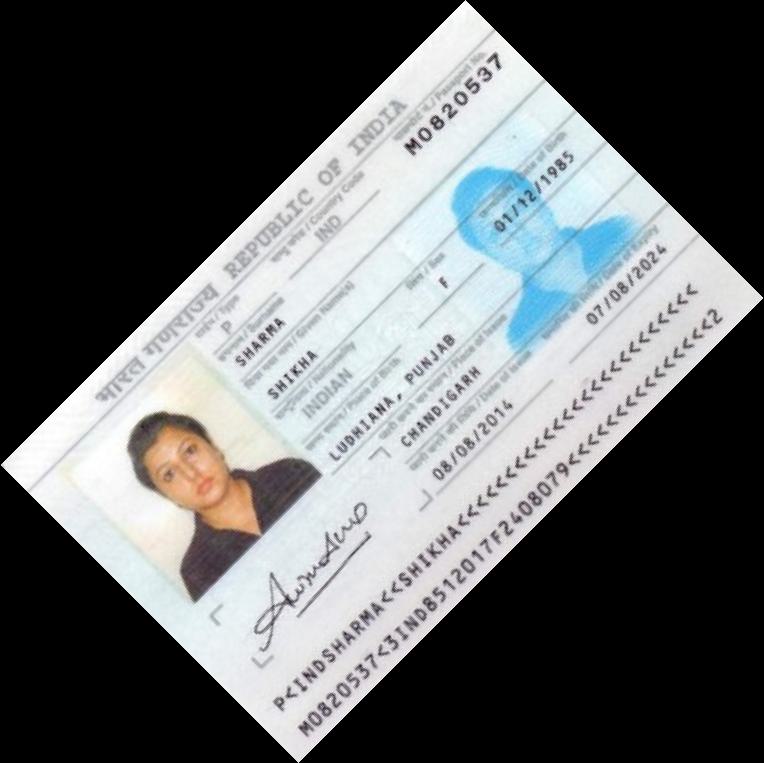 भारत गणराज्य REPUBLIC OF INDIA
टाइप / Type
P
राष्ट्र कोड / Country Code
IND
पासपोर्ट नं. / Passport No.
M0820537
उपनाम / Surname
SHARMA
दिया गया नाम / Given Name(s)
SHIKHA
राष्ट्रीयता / Nationality
INDIAN
लिंग / Sex
F
जन्मतिथि / Date of Birth
01/12/1985
जन्म स्थान / Place of Birth
LUDHIANA, PUNJAB
जारी करने का स्थान / Place of Issue
CHANDIGARH
जारी करने की तिथि / Date of Issue
08/08/2014
समाप्ति की तिथि / Date of Expiry
07/08/2024
P<INDSHARMA<<SHIKHA<<<<<<<<<<<<<<<<<<<<<<<<<
M0820537<3IND8512017F2408079<<<<<<<<<<<<<<<2